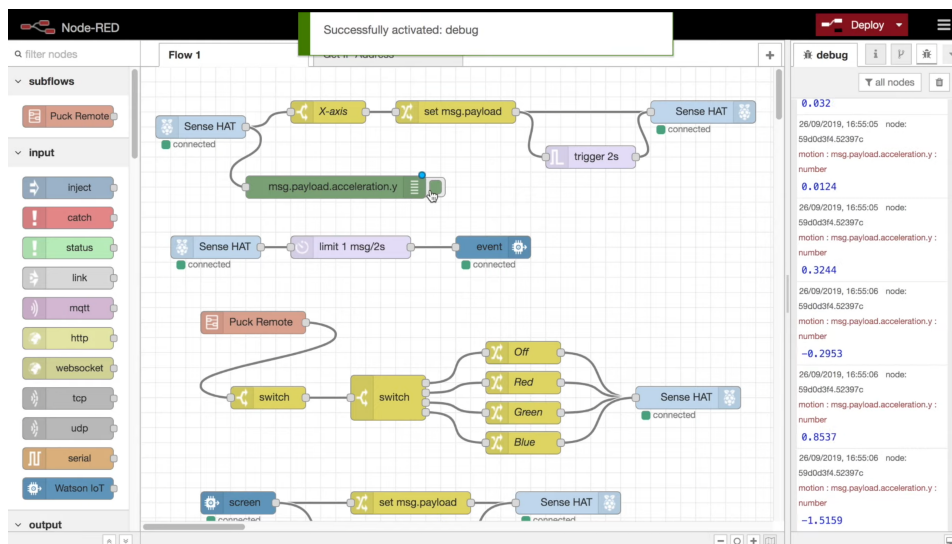 Node-RED
Successfully activated: debug
Deploy
filter nodes
Flow 1
debug
i
all nodes
subflows
Puck Remote
input
inject
catch
status
link
mqtt
http
websocket
tcp
udp
serial
Watson IoT
output
Sense HAT
connected
X-axis
set msg.payload
Sense HAT
connected
trigger 2s
msg.payload.acceleration.y
Sense HAT
connected
limit 1 msg/2s
event
connected
Puck Remote
switch
switch
Off
Red
Green
Blue
Sense HAT
connected
screen
connected
set msg.payload
Sense HAT
connected
0.032
26/09/2019, 16:55:05 node:
59d0d3f4.52397c
motion : msg.payload.acceleration.y :
number
0.0124
26/09/2019, 16:55:05 node:
59d0d3f4.52397c
motion : msg.payload.acceleration.y :
number
0.3244
26/09/2019, 16:55:06 node:
59d0d3f4.52397c
motion : msg.payload.acceleration.y :
number
-0.2953
26/09/2019, 16:55:06 node:
59d0d3f4.52397c
motion : msg.payload.acceleration.y :
number
0.8537
26/09/2019, 16:55:06 node:
59d0d3f4.52397c
motion : msg.payload.acceleration.y :
number
-1.5159